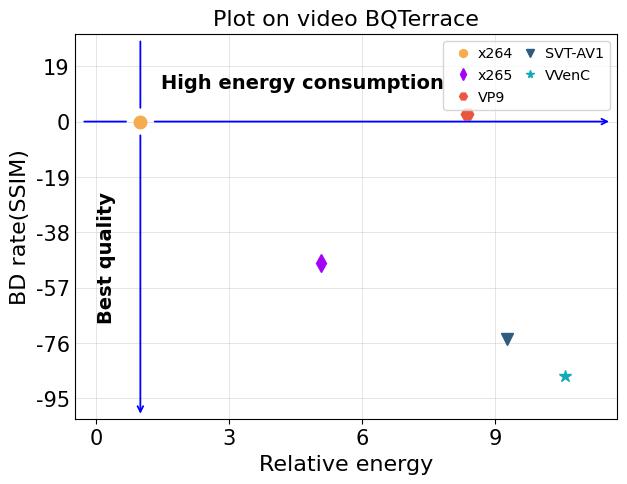 Plot on video BQTerrace
x264 SVT-AV1
x265 VVenC
VP9
High energy consumption
Best quality
BD rate(SSIM)
19
0
-19
-38
-57
-76
-95
0 3 6 9
Relative energy